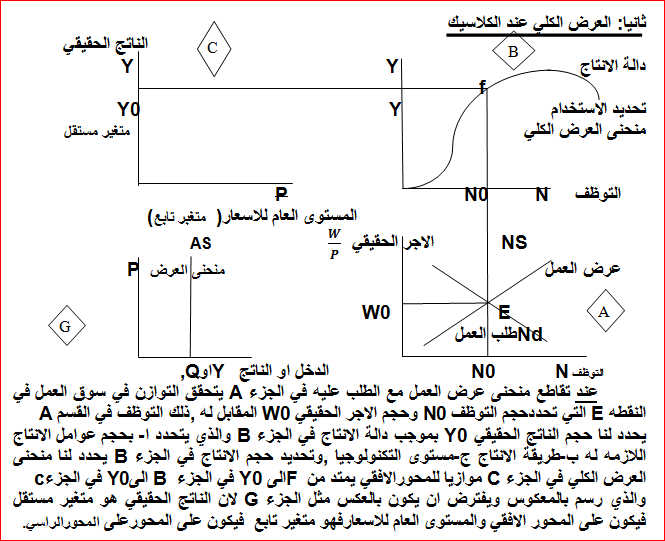 ثانيا: العرض الكلي عند الكلاسيك
C
B
الناتج الحقيقي
Y
Y
دالة الانتاج
f
Y0
متغير مستقل
Y
تحديد الاستخدام
منحنى العرض الكلي
P
N0
N
التوظف
المستوى العام للاسعار( متغير تابع)
AS
الاجر الحقيقي W/P
NS
P
منحنى العرض
عرض العمل
G
W0
E
A
Nd طلب العمل
الدخل او الناتج Yاو Q,
N0
N التوظف
عند تقاطع منحنى عرض العمل مع الطلب عليه في الجزء A يتحقق التوازن في سوق العمل في
النقطه E التي تحددحجم التوظف N0 وحجم الاجر الحقيقي W0 المقابل له ,ذلك التوظف في القسم A
يحدد لنا حجم الناتج الحقيقي Y0 بموجب دالة الانتاج في الجزء B والذي يتحدد ا- بحجم عوامل الانتاج
اللازمه له ب-طريقة الانتاج ج-مستوى التكنولوجيا ,وتحديد حجم الانتاج في الجزء B يحدد لنا منحنى
العرض الكلي في الجزء C موازيا للمحورالافقي يمتد من Fالى Y0 في الجزء B الىY0 في الجزءc
والذي رسم بالمعكوس ويفترض ان يكون بالعكس مثل الجزء G لان الناتج الحقيقي هو متغير مستقل
فيكون على المحور الافقي والمستوى العام للاسعارفهو متغير تابع فيكون على المحورعلى المحورالراسي.